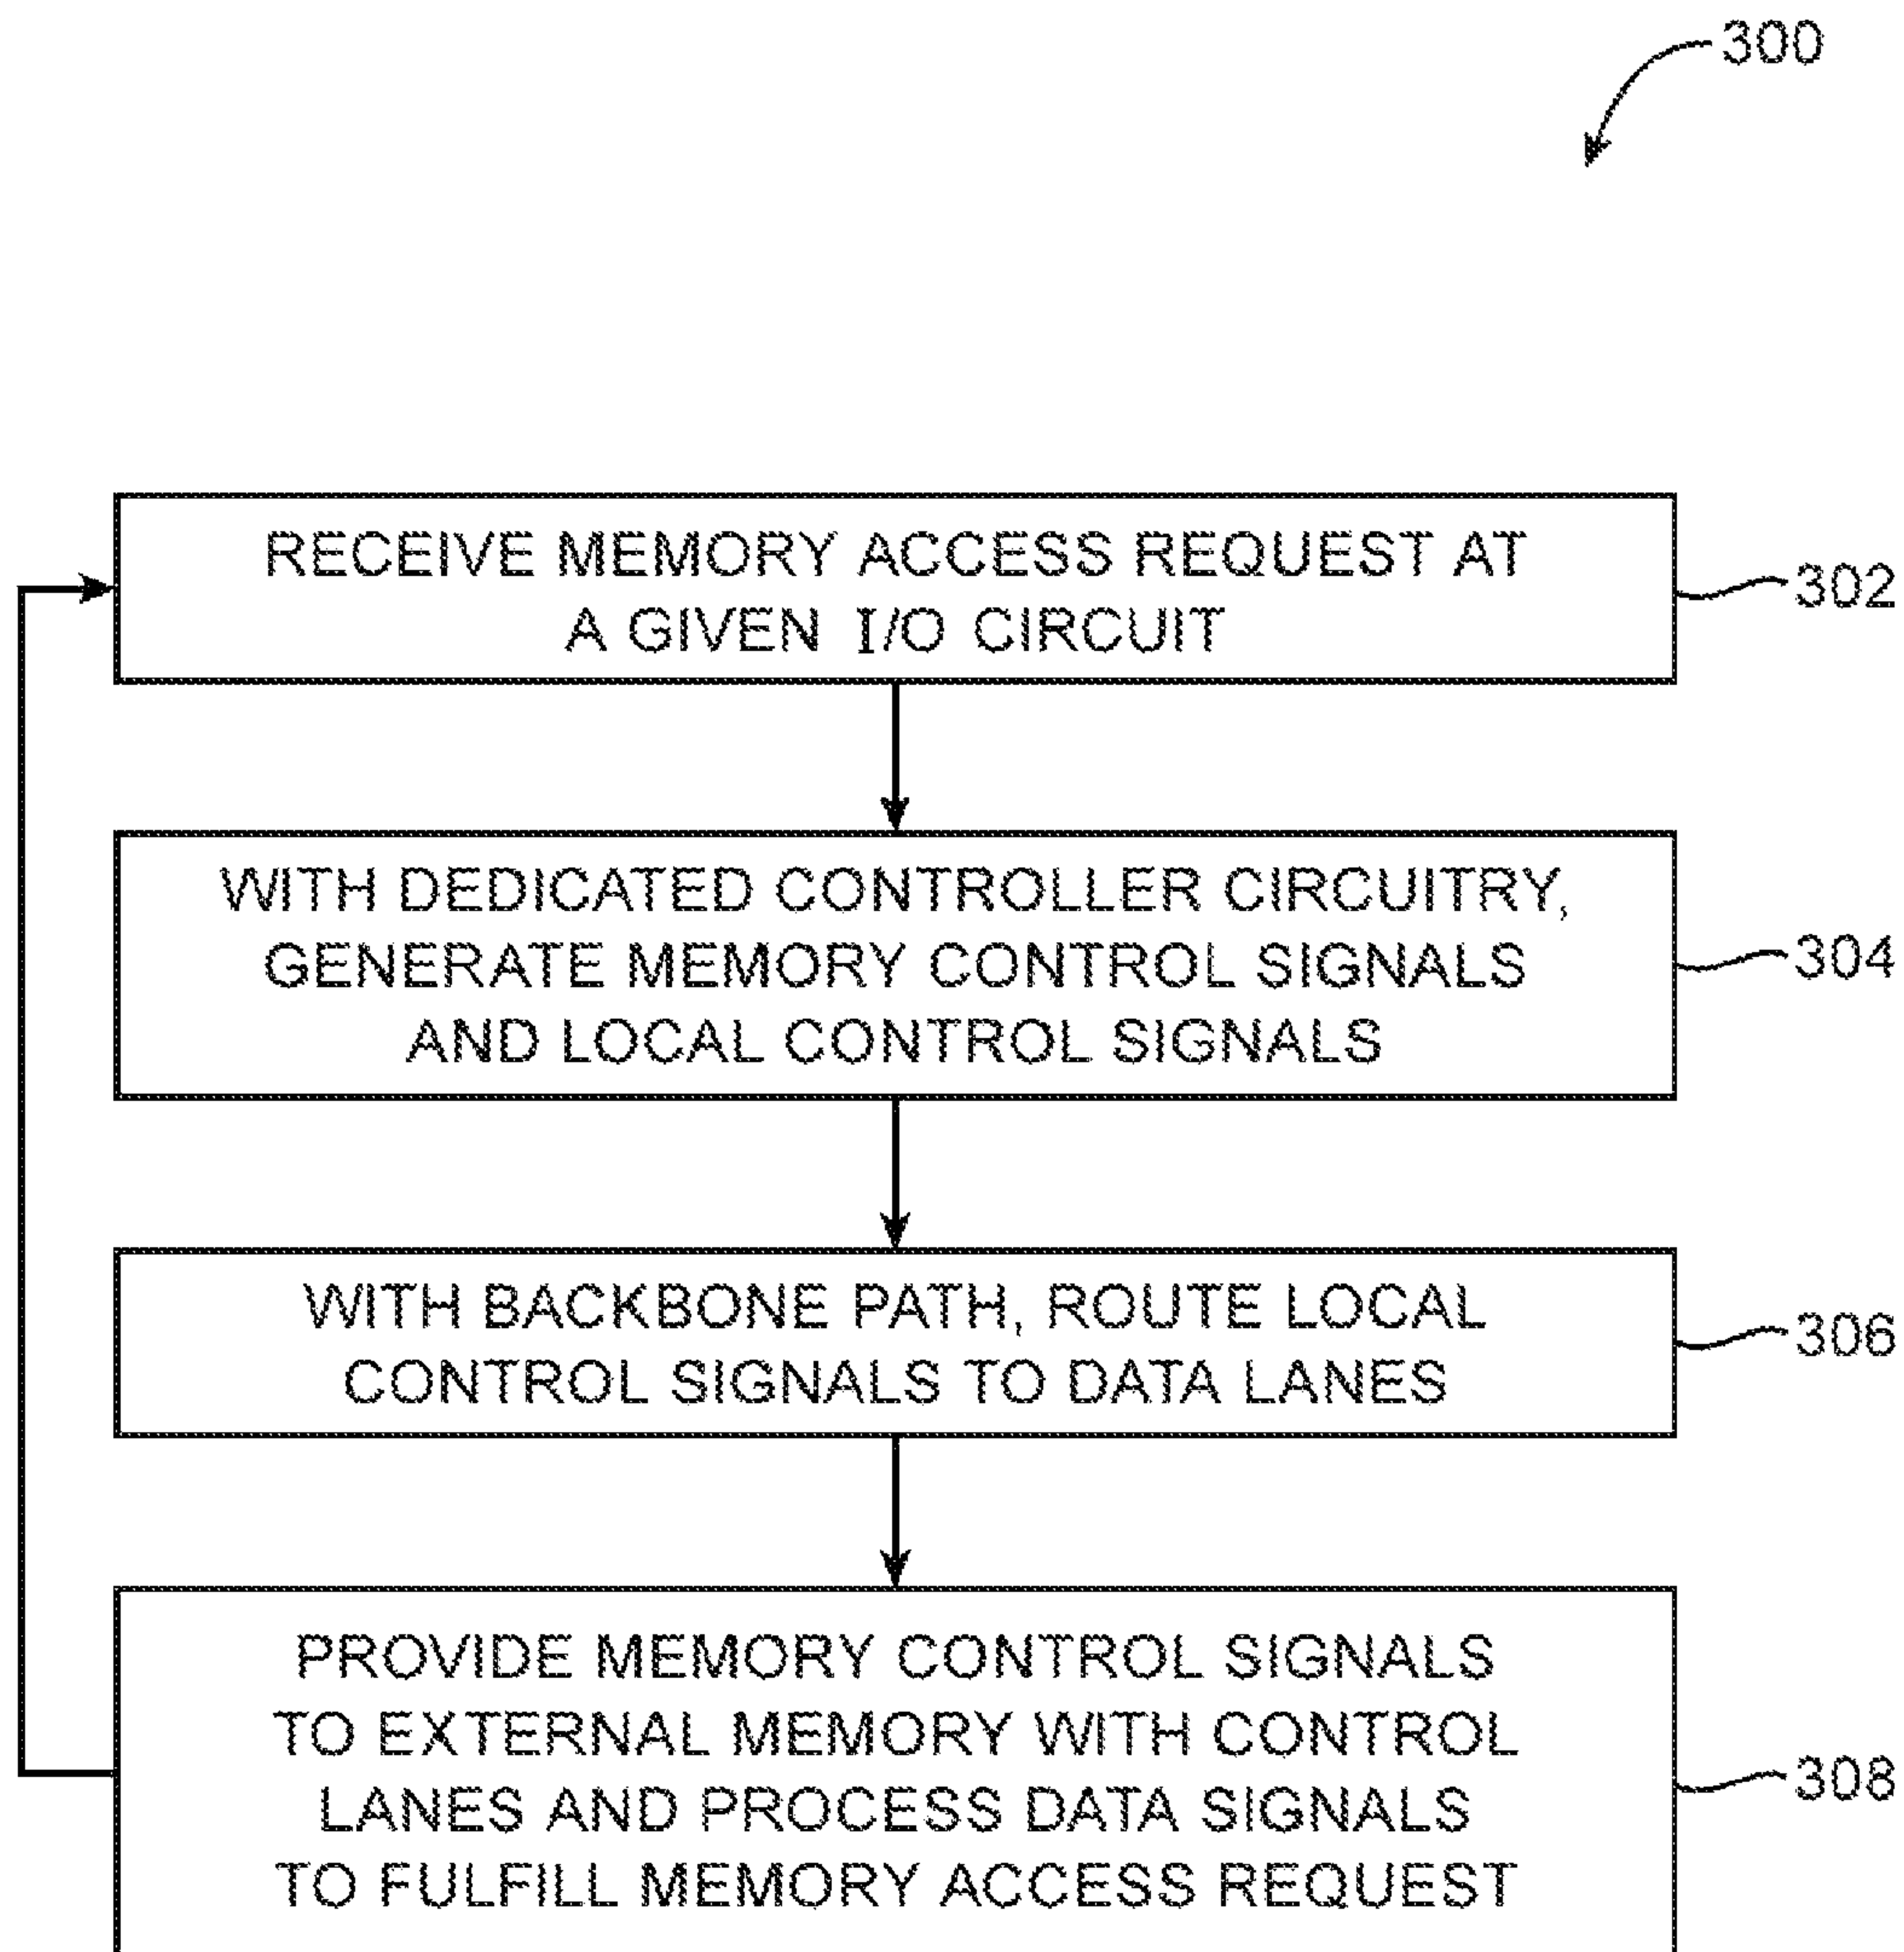 300
RECEIVE MEMORY ACCESS REQUEST AT
A GIVEN I/O CIRCUIT
302
WITH DEDICATED CONTROLLER CIRCUITRY,
GENERATE MEMORY CONTROL SIGNALS
AND LOCAL CONTROL SIGNALS
304
WITH BACKBONE PATH, ROUTE LOCAL
CONTROL SIGNALS TO DATA LANES
306
PROVIDE MEMORY CONTROL SIGNALS
TO EXTERNAL MEMORY WITH CONTROL
LANES AND PROCESS DATA SIGNALS
TO FULFILL MEMORY ACCESS REQUEST
308